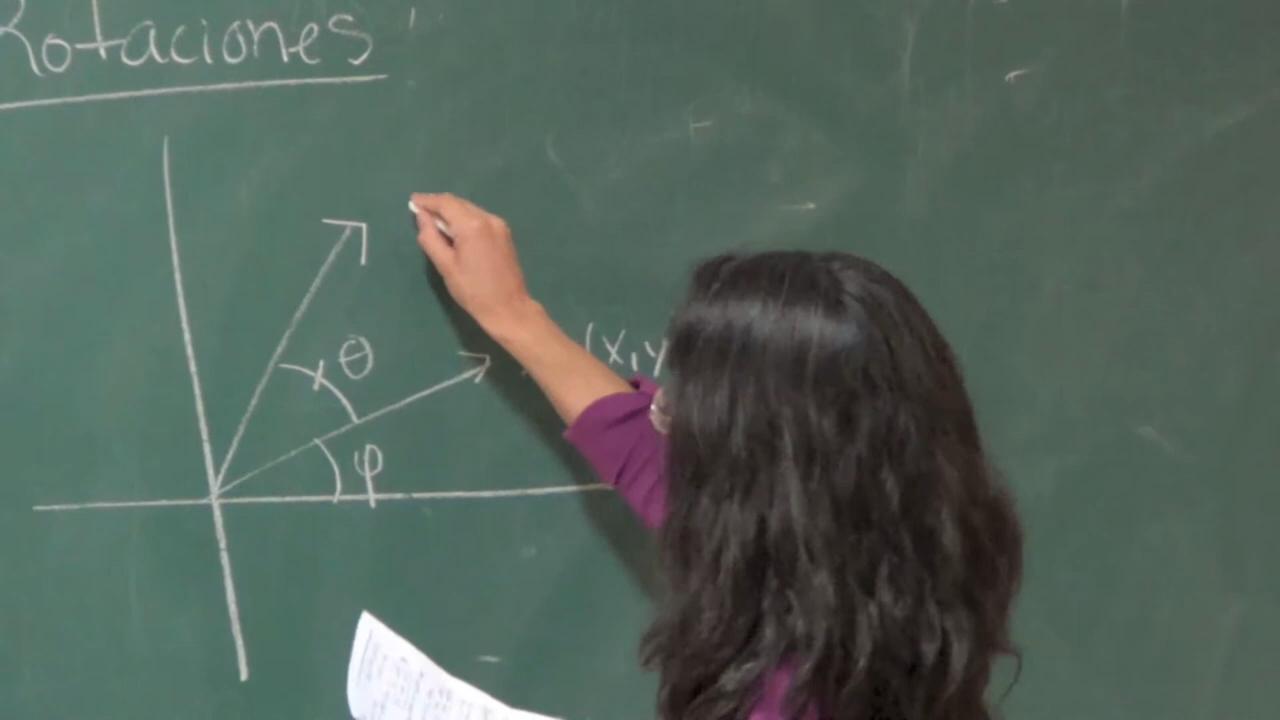 Rotaciones
θ
(x,y
φ